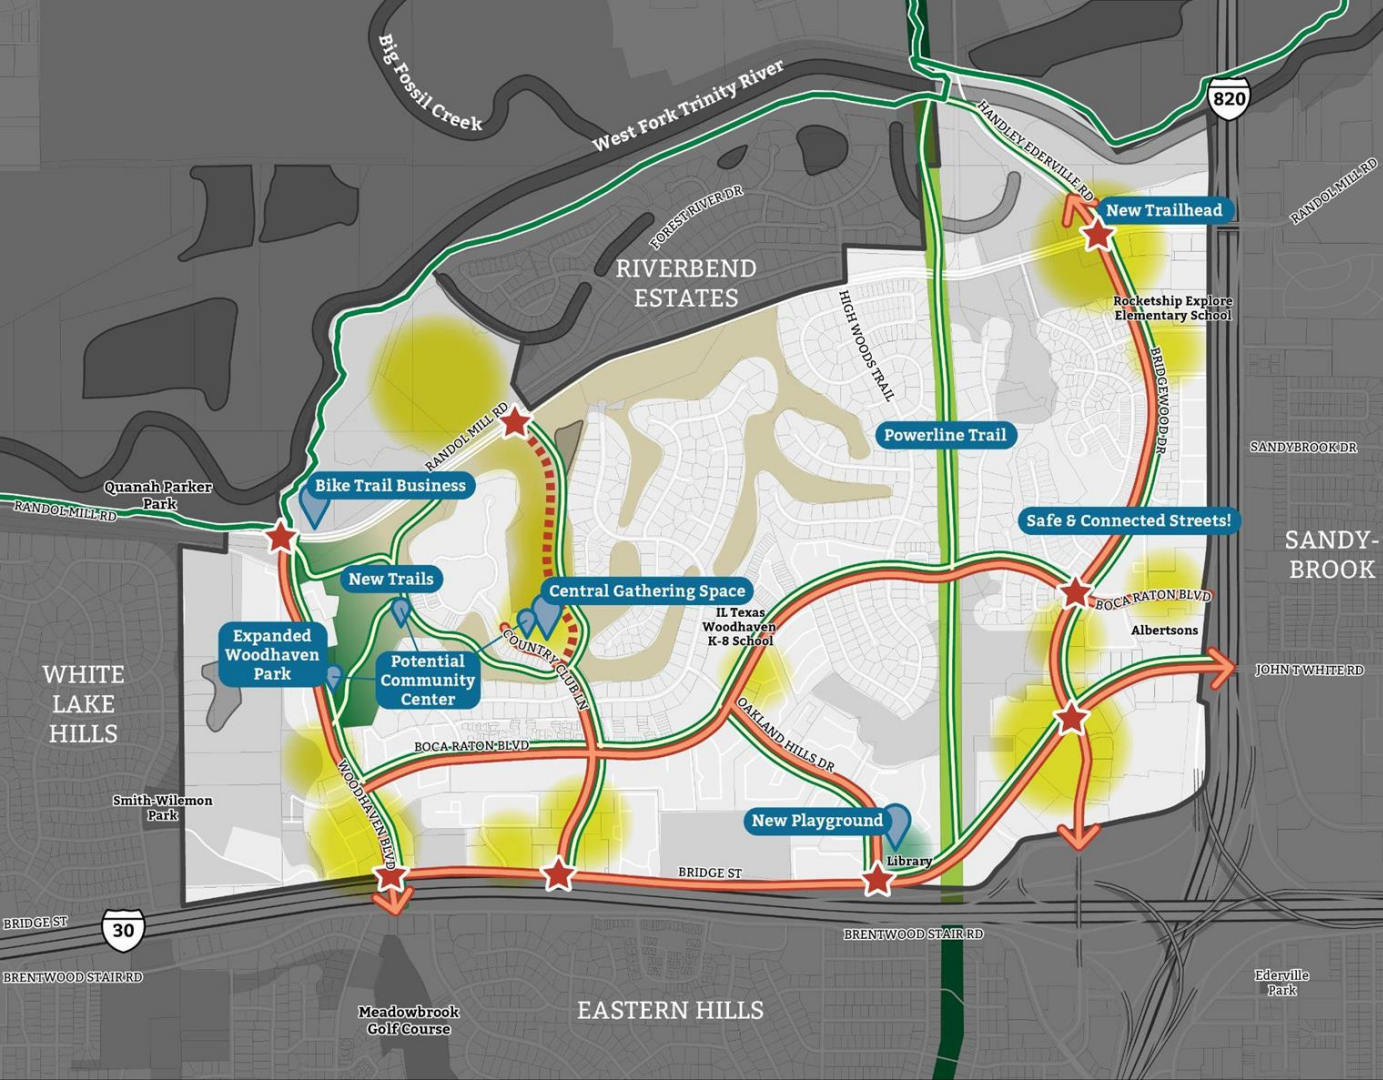 Big Fossil Creek
West Fork Trinity River
820
HANDLEY EDERVILLE RD
RANDOL MILL RD
FOREST RIVER DR
New Trailhead
RIVERBEND
ESTATES
HIGH WOODS TRAIL
Rocketship Explore
Elementary School
BRIDGEWOOD DR
RANDOL MILL RD
Powerline Trail
SANDYBROOK DR
Quanah Parker
Park
Bike Trail Business
RANDOL MILL RD
Safe & Connected Streets!
SANDY-
BROOK
New Trails
Central Gathering Space
BOCA RATON BLVD
IL Texas
Woodhaven
K-8 School
Albertsons
Expanded
Woodhaven
Park
COUNTRY CLUB LN
Potential
Community
Center
JOHN T WHITE RD
WHITE
LAKE
HILLS
OAKLAND HILLS DR
BOCA RATON BLVD
WOODHAVEN BLVD
Smith-Wilemon
Park
New Playground
Library
BRIDGE ST
BRIDGE ST
30
BRENTWOOD STAIR RD
BRENTWOOD STAIR RD
Ederville
Park
Meadowbrook
Golf Course
EASTERN HILLS